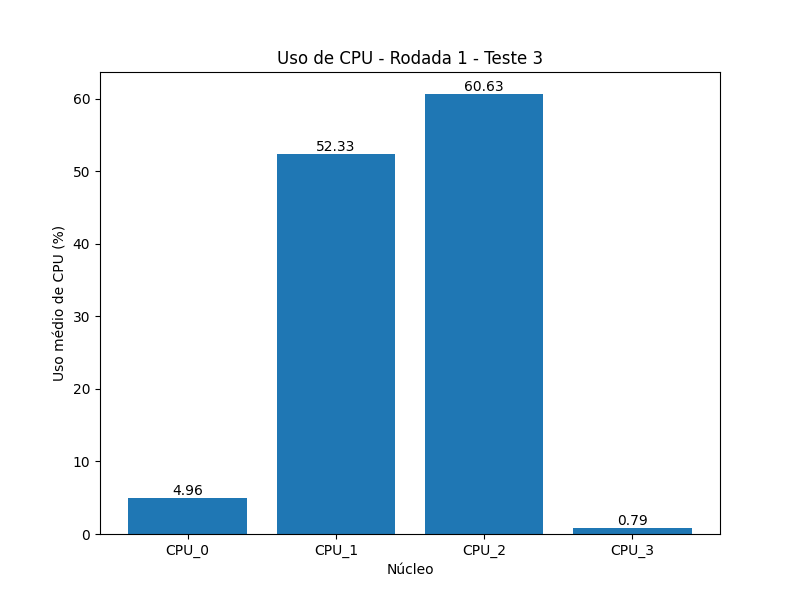 Uso de CPU - Rodada 1 - Teste 3
Uso médio de CPU (%)
60
50
40
30
20
10
0
4.96
52.33
60.63
0.79
CPU_0
CPU_1
CPU_2
CPU_3
Núcleo